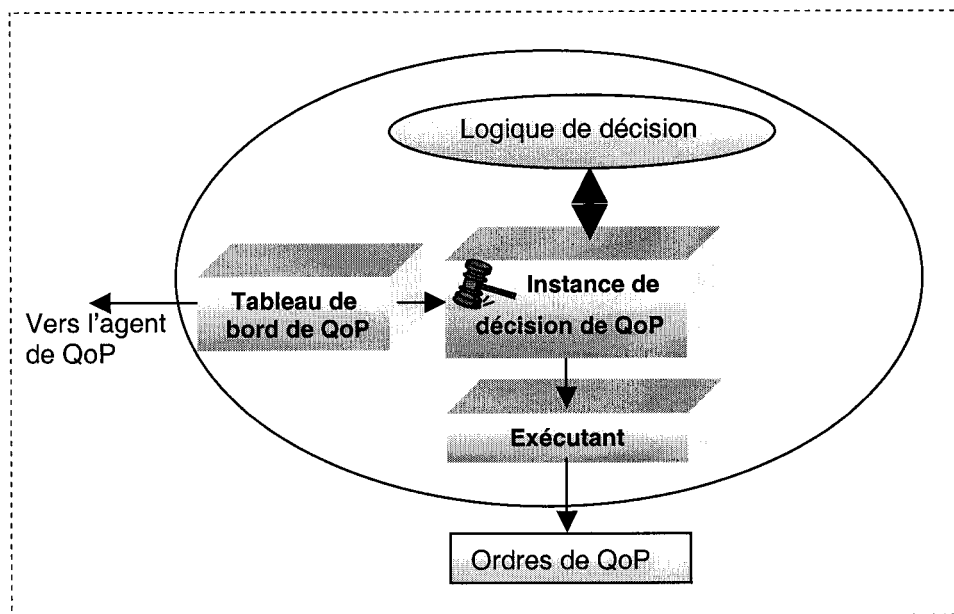 Logique de décision
Instance de
décision de QoP
Tableau de
bord de QoP
Vers l'agent
de QoP
Exécutant
Ordres de QoP